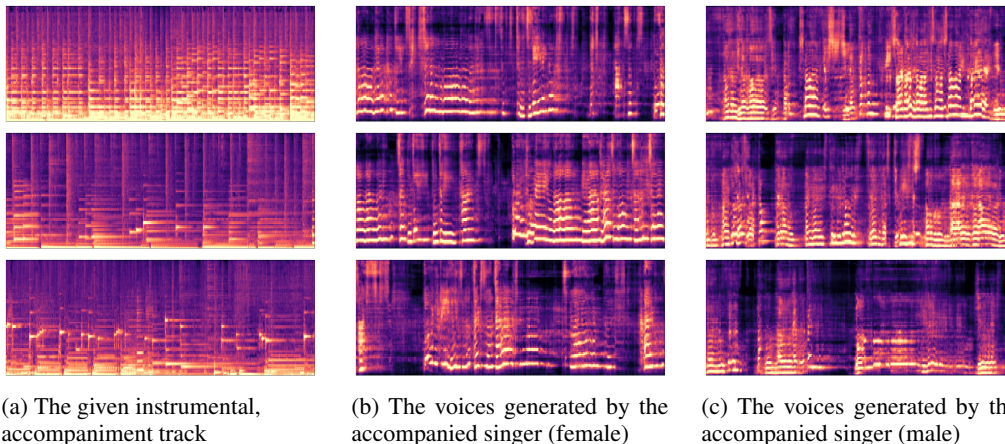 (a) The given instrumental,
accompaniment track
(b) The voices generated by the
accompanied singer (female)
(c) The voices generated by th
accompanied singer (male)